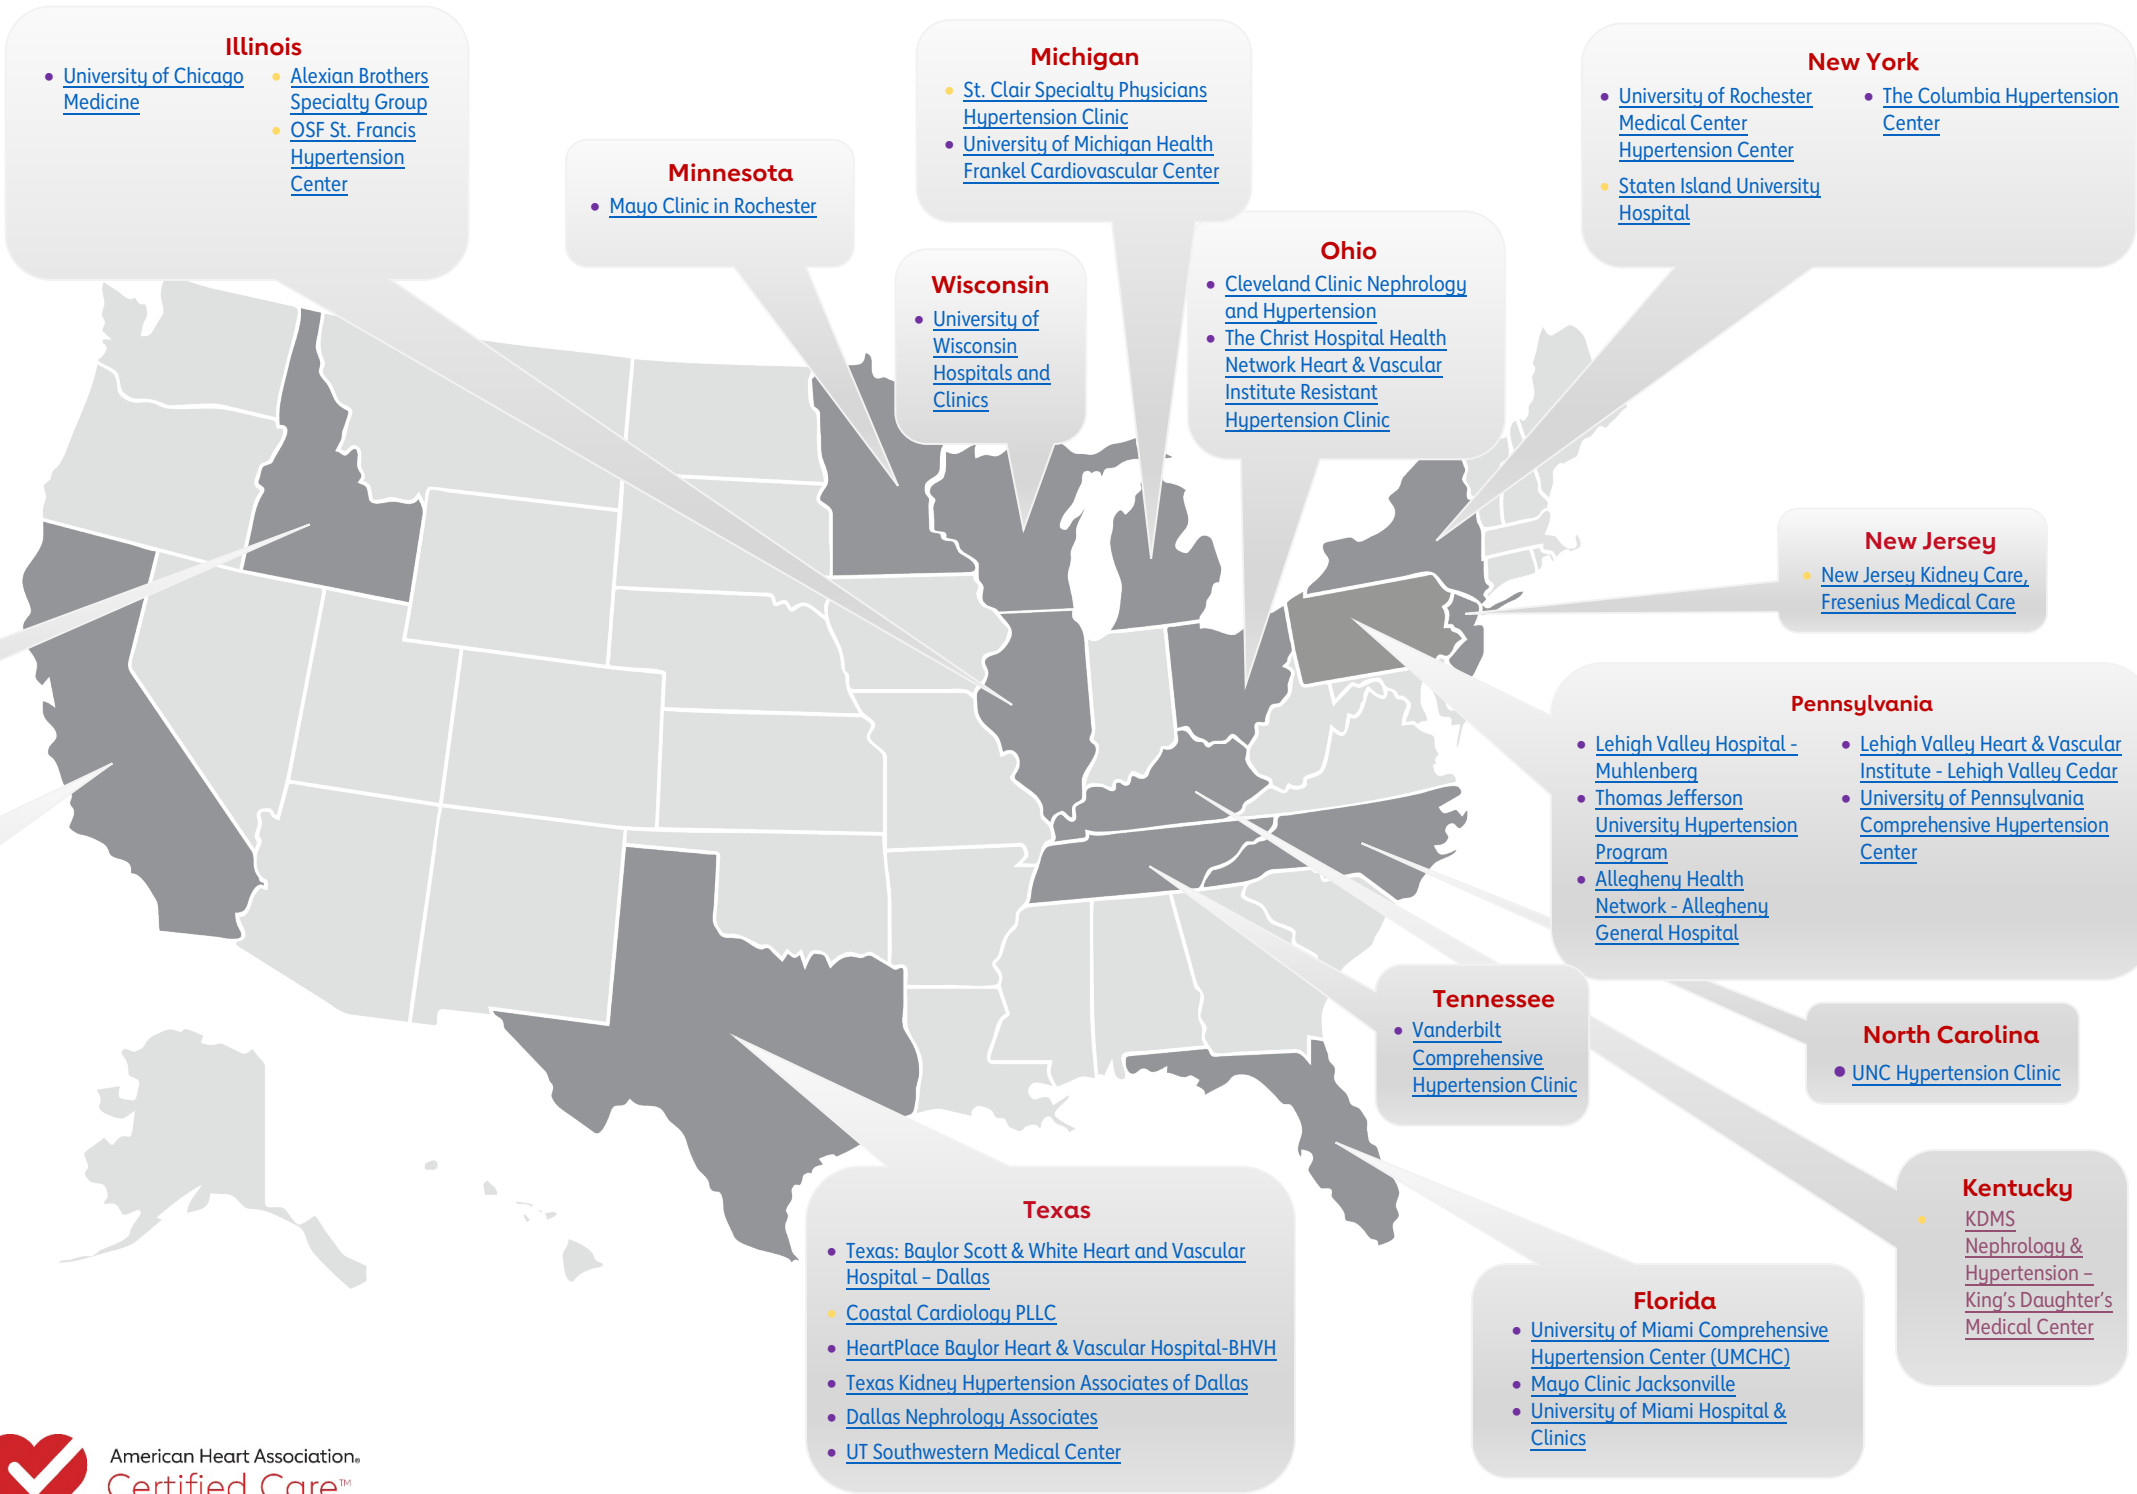 Illinois
University of Chicago
Medicine
Alexian Brothers
Specialty Group
OSF St. Francis
Hypertension
Center
Minnesota
Mayo Clinic in Rochester
Michigan
St. Clair Specialty Physicians
Hypertension Clinic
University of Michigan Health
Frankel Cardiovascular Center
New York
University of Rochester
Medical Center
Hypertension Center
Staten Island University
Hospital
The Columbia Hypertension
Center
Wisconsin
University of
Wisconsin
Hospitals and
Clinics
Ohio
Cleveland Clinic Nephrology
and Hypertension
The Christ Hospital Health
Network Heart & Vascular
Institute Resistant
Hypertension Clinic
New Jersey
New Jersey Kidney Care,
Fresenius Medical Care
Pennsylvania
Lehigh Valley Hospital -
Muhlenberg
Thomas Jefferson
University Hypertension
Program
Allegheny Health
Network - Allegheny
General Hospital
Lehigh Valley Heart & Vascular
Institute - Lehigh Valley Cedar
University of Pennsylvania
Comprehensive Hypertension
Center
Tennessee
Vanderbilt
Comprehensive
Hypertension Clinic
North Carolina
UNC Hypertension Clinic
Kentucky
KDMS
Nephrology &
Hypertension –
King's Daughter's
Medical Center
Texas
Texas: Baylor Scott & White Heart and Vascular
Hospital – Dallas
Coastal Cardiology PLLC
HeartPlace Baylor Heart & Vascular Hospital-BHVH
Texas Kidney Hypertension Associates of Dallas
Dallas Nephrology Associates
UT Southwestern Medical Center
Florida
University of Miami Comprehensive
Hypertension Center (UMCHC)
Mayo Clinic Jacksonville
University of Miami Hospital &
Clinics
American Heart Association®
Certified Care™